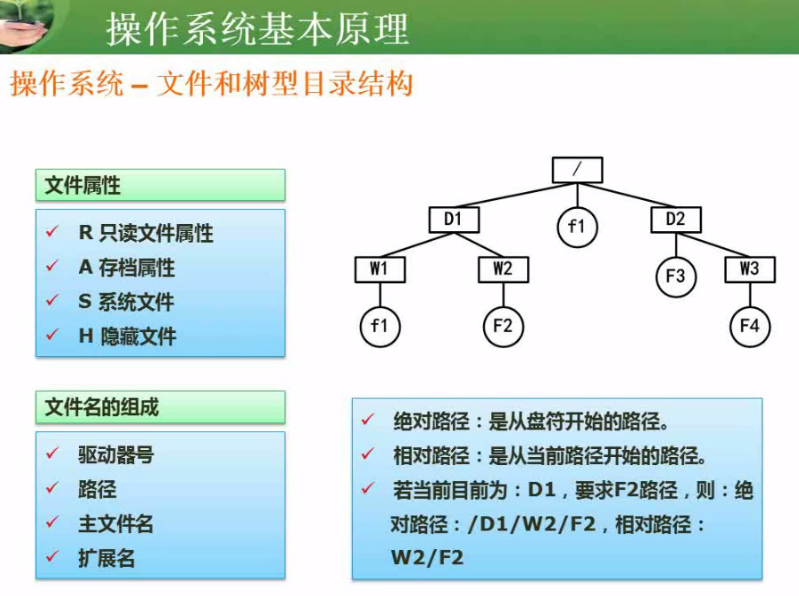 操作系统基本原理
操作系统 – 文件和树型目录结构
文件属性
R 只读文件属性
A 存档属性
S 系统文件
H 隐藏文件
文件名的组成
驱动器号
路径
主文件名
扩展名
/
D1
f1
D2
W1
W2
F3
W3
f1
F2
F4
绝对路径：是从盘符开始的路径。
相对路径：是从当前路径开始的路径。
若当前目前为：D1，要求F2路径，则：绝
对路径：/D1/W2/F2，相对路径：
W2/F2